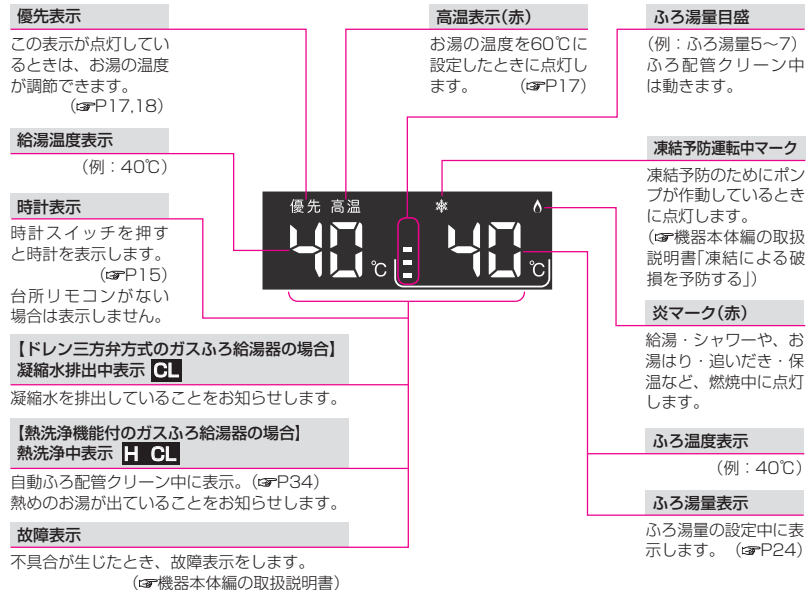 優先表示
この表示が点灯してい
るときは、お湯の温度
が調節できます。
(☞P17,18)
給湯温度表示
(例：40℃)
時計表示
時計スイッチを押す
と時計を表示します。
(☞P15)
台所リモコンがない
場合は表示しません。
【ドレン三方弁方式のガスふろ給湯器の場合】
凝縮水排出中表示 CL
凝縮水を排出していることをお知らせします。
【熱洗浄機能付のガスふろ給湯器の場合】
熱洗浄中表示 H CL
自動ふろ配管クリーン中に表示。(☞P34)
熱めのお湯が出ていることをお知らせします。
故障表示
不具合が生じたとき、故障表示をします。
(☞機器本体編の取扱説明書)
高温表示(赤)
お湯の温度を60℃に
設定したときに点灯し
ます。 (☞P17)
優先 高温
40℃ 40℃
ふろ湯量目盛
(例：ふろ湯量5～7)
ふろ配管クリーン中
は動きます。
凍結予防運転中マーク
凍結予防のためにポン
プが作動しているとき
に点灯します。
(☞機器本体編の取扱
説明書「凍結による破
損を予防する」)
炎マーク(赤)
給湯・シャワーや、お
湯はり・追いだき・保
温など、燃焼中に点灯
します。
ふろ温度表示
(例：40℃)
ふろ湯量表示
ふろ湯量の設定中に表
示します。 (☞P24)